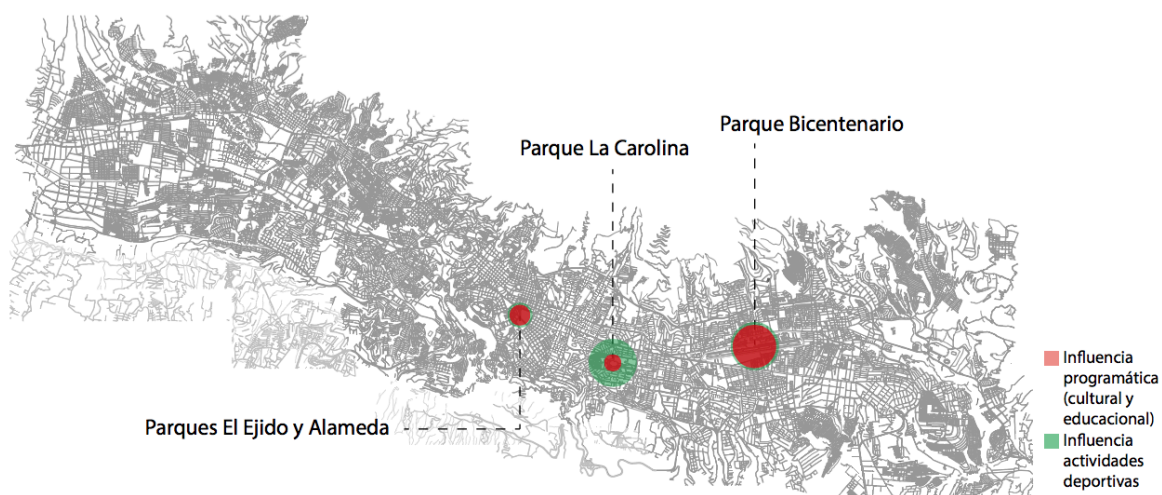 Parque Bicentenario
Parque La Carolina
Parques El Ejido y Alameda
Influencia
programática
(cultural y
educacional)
Influencia
actividades
deportivas